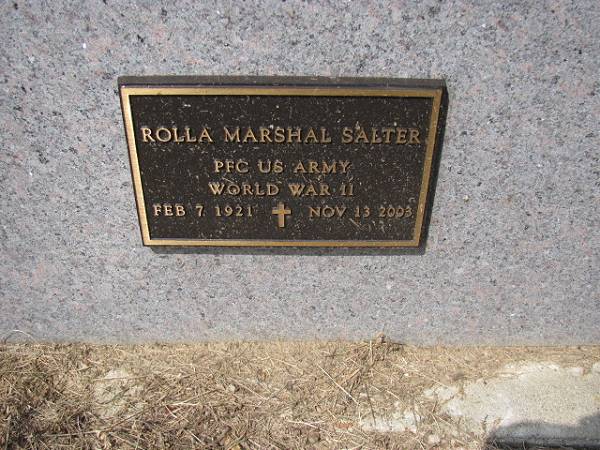 ROLLA MARSHAL SALTER
PFC US ARMY
WORLD WAR II
FEB 7 1921 NOV 13 2003